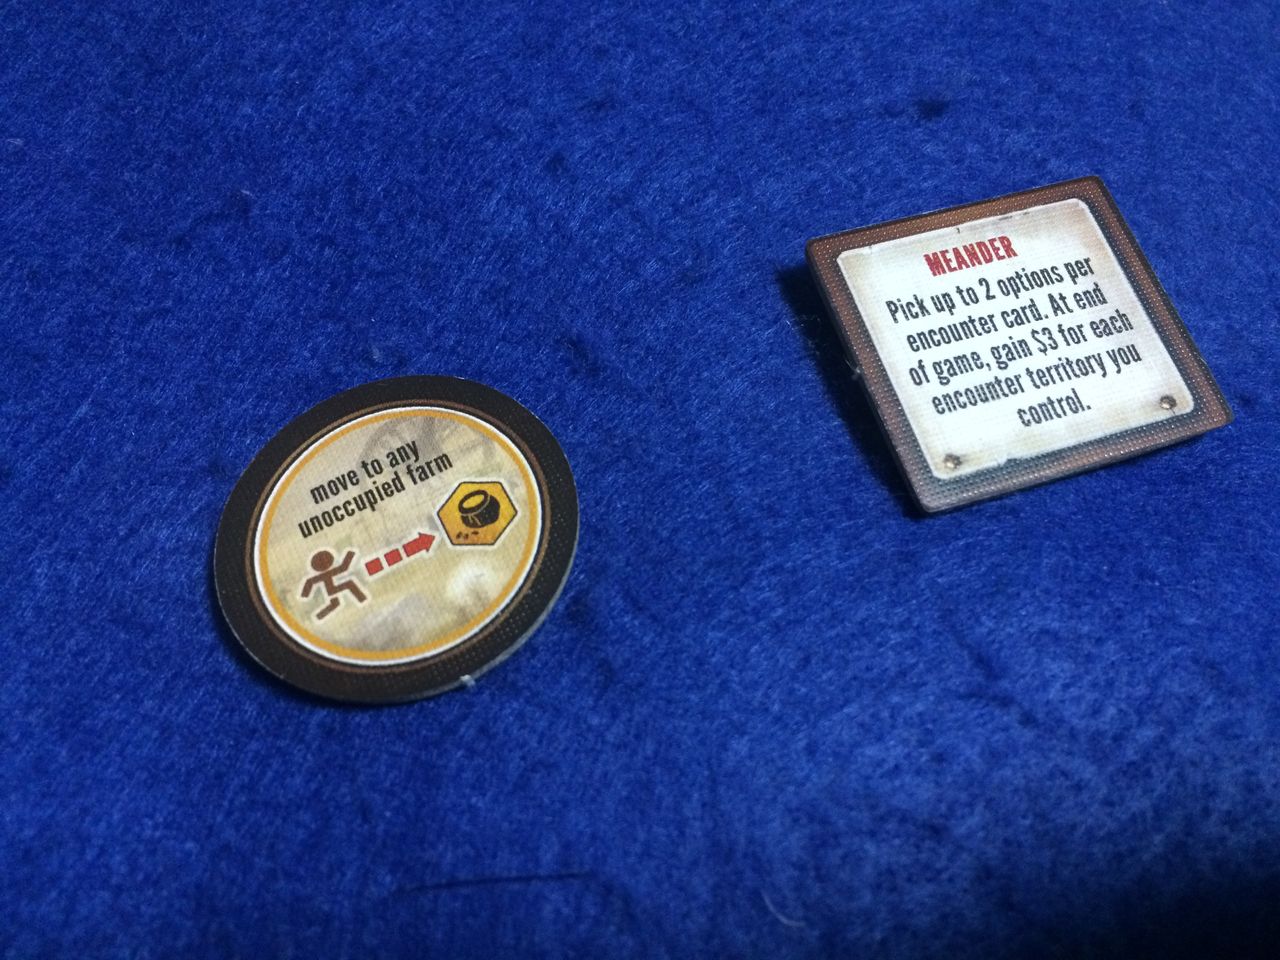 move to any
unoccupied farm
MEANDER
Pick up to 2 options per
encounter card. At end
of game, gain $3 for each
encounter territory you
control.